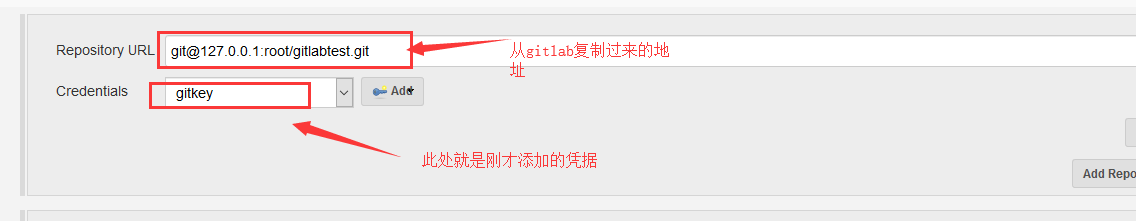 Repository URL
git@127.0.0.1:root/gitlabtest.git
从gitlab复制过来的地
址
Credentials
gitkey
Add
此处就是刚才添加的凭据
Add Repo